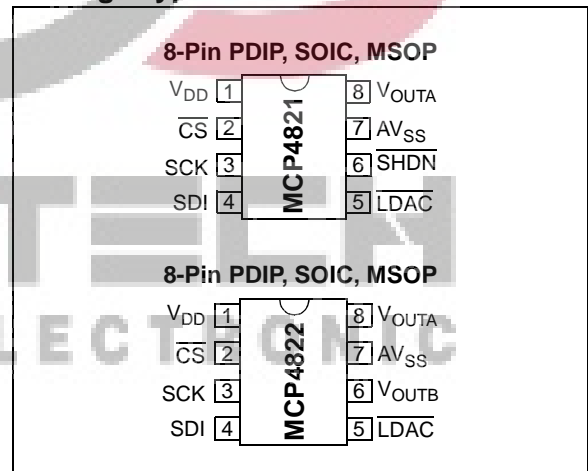 8-Pin PDIP, SOIC, MSOP
VDD 1 8 VOUTA
CS 2 7 AVSS
SCK 3 6 SHDN
SDI 4 5 LDAC
MCP4821
8-Pin PDIP, SOIC, MSOP
VDD 1 8 VOUTA
CS 2 7 AVSS
SCK 3 6 VOUTB
SDI 4 5 LDAC
MCP4822